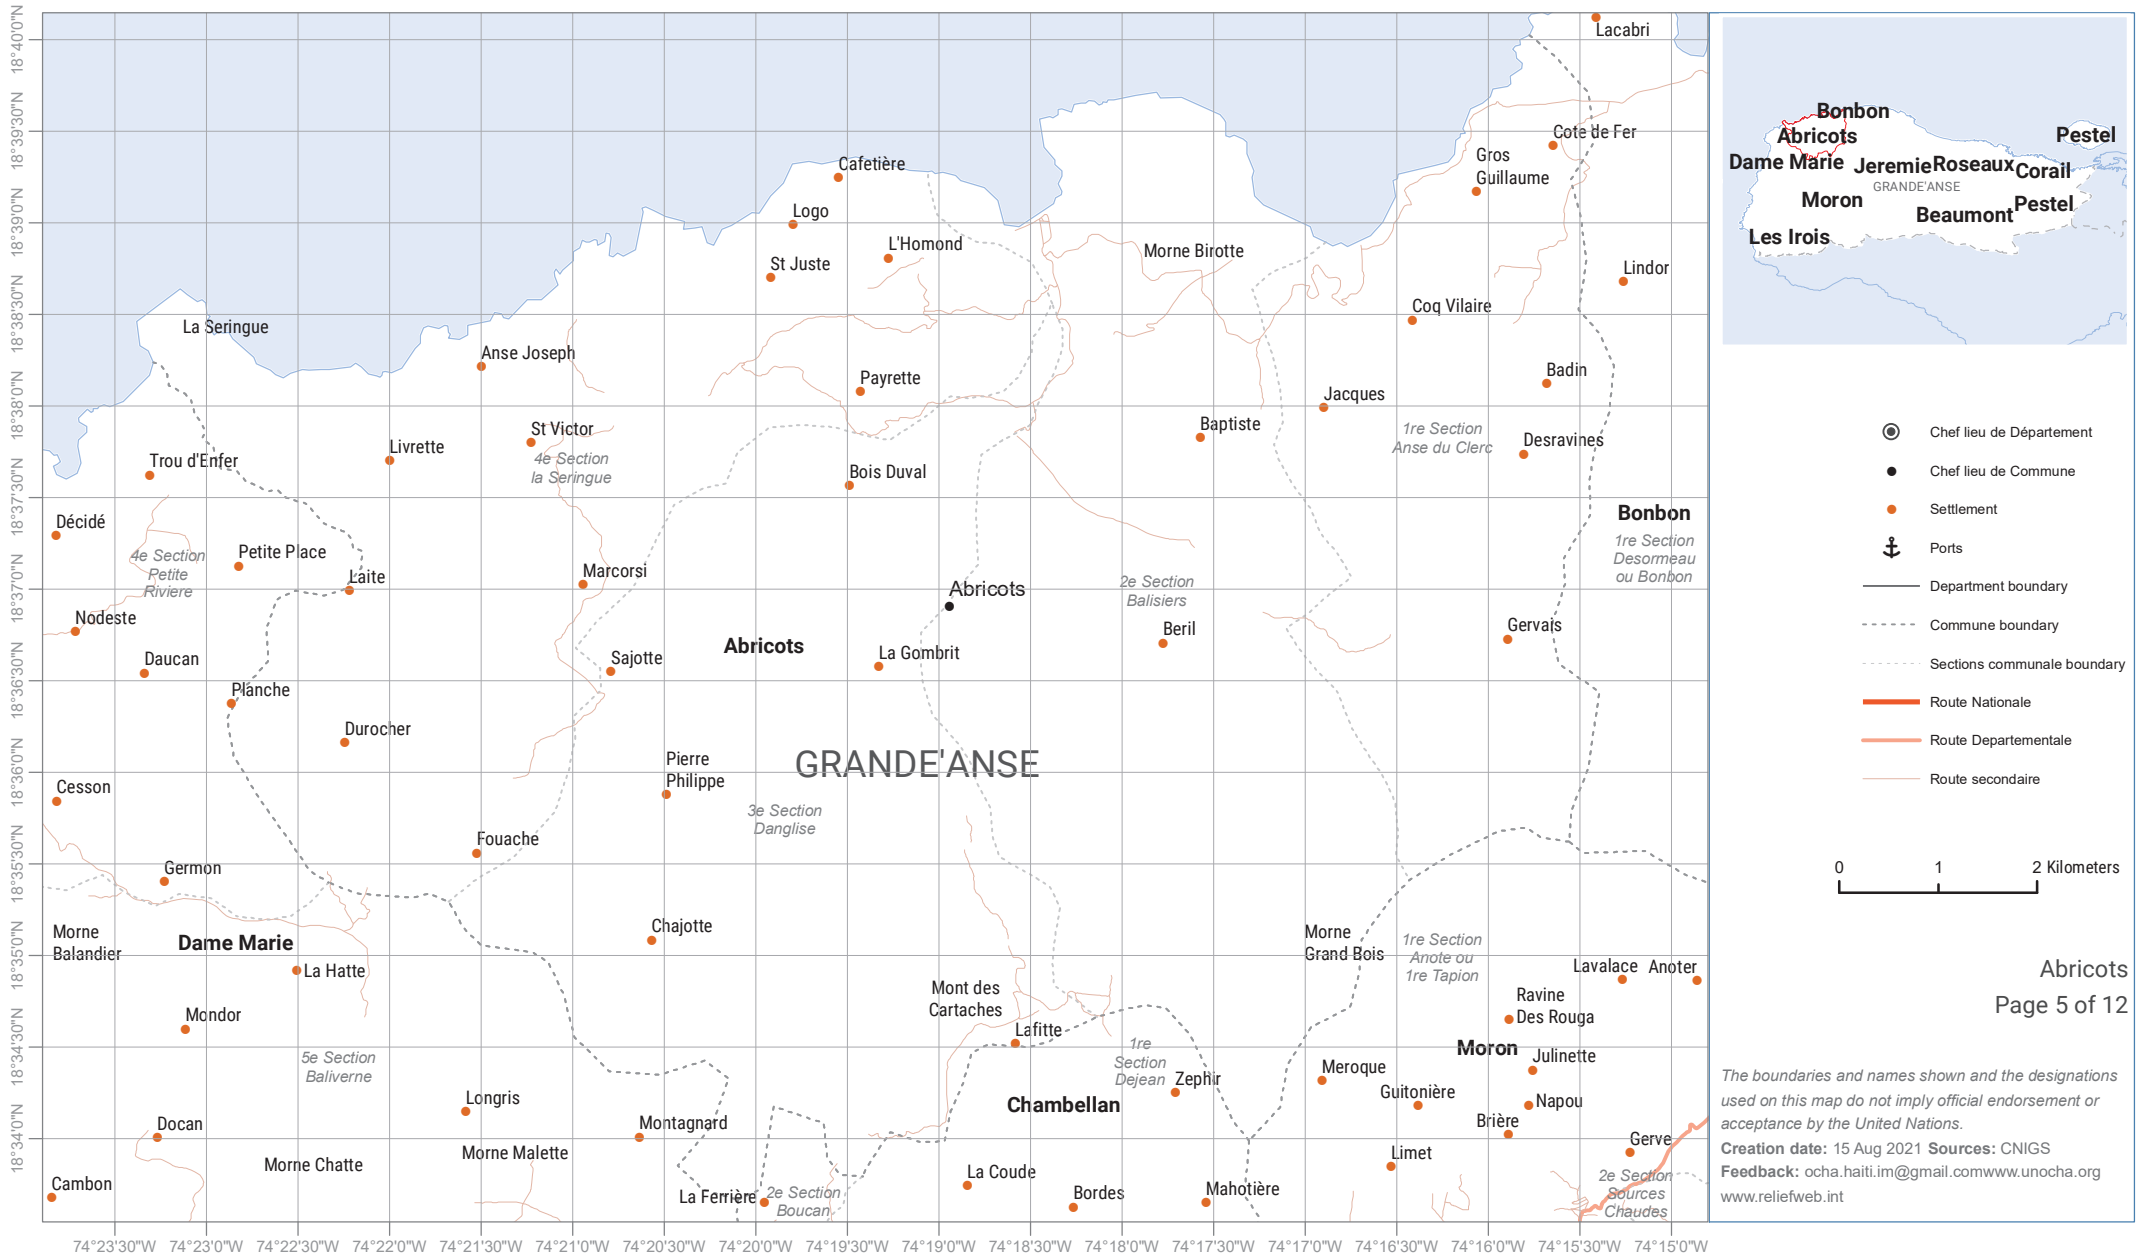 18°40'0"N
18°39'30"N
18°39'0"N
18°38'30"N
18°38'0"N
18°37'30"N
18°37'0"N
18°36'30"N
18°36'0"N
18°35'30"N
18°35'0"N
18°34'30"N
18°34'0"N
Lacabri
Cote de Fer
Gros
Guillaume
Cafetière
Logo
L'Homond
St Juste
Morne Birotte
Lindor
Coq Vilaire
La Seringue
Anse Joseph
Payrette
Badin
Jacques
Baptiste
1re Section
Anse du Clerc
Desravines
St Victor
4e Section
la Seringue
Livrette
Trou d'Enfer
Bois Duval
Décidé
Bonbon
1re Section
Desormeau
ou Bonbon
4e Section
Petite
Riviere
Petite Place
Laite
Marcorsi
Abricots
2e Section
Balisiers
Nodeste
Gervais
Beril
Abricots
La Gombrit
Sajotte
Daucan
Planche
Durocher
Pierre
Philippe
GRANDE'ANSE
Cesson
3e Section
Danglise
Fouache
Germon
Chajotte
Morne
Balandier
Dame Marie
La Hatte
Morne
Grand Bois
1re Section
Anote ou
1re Tapion
Lavalace
Anoter
Mont des
Cartaches
Ravine
Des Rouga
Mondor
Lafitte
1re
Section
Dejean
Moron
Julinette
5e Section
Baliverne
Zephir
Meroque
Guitonière
Longris
Chambellan
Napou
Docan
Montagnard
Brière
Gerve
Morne Chatte
Morne Malette
Limet
La Coude
Cambon
La Ferrière
2e Section
Boucan
Bordes
Mahotière
2e Section
Sources
Chaudes
74°23'30"W
74°23'0"W
74°22'30"W
74°22'0"W
74°21'30"W
74°21'0"W
74°20'30"W
74°20'0"W
74°19'30"W
74°19'0"W
74°18'30"W
74°18'0"W
74°17'30"W
74°17'0"W
74°16'30"W
74°16'0"W
74°15'30"W
74°15'0"W
Bonbon
Abricots
Pestel
Dame Marie
Jeremie
Roseaux
Corail
GRANDE'ANSE
Moron
Pestel
Beaumont
Les Irois
Chef lieu de Département
Chef lieu de Commune
Settlement
Ports
Department boundary
Commune boundary
Sections communale boundary
Route Nationale
Route Departementale
Route secondaire
0 1 2 Kilometers
Abricots
Page 5 of 12
The boundaries and names shown and the designations
used on this map do not imply official endorsement or
acceptance by the United Nations.
Creation date: 15 Aug 2021 Sources: CNIGS
Feedback: ocha.haiti.im@gmail.comwww.unocha.org
www.reliefweb.int